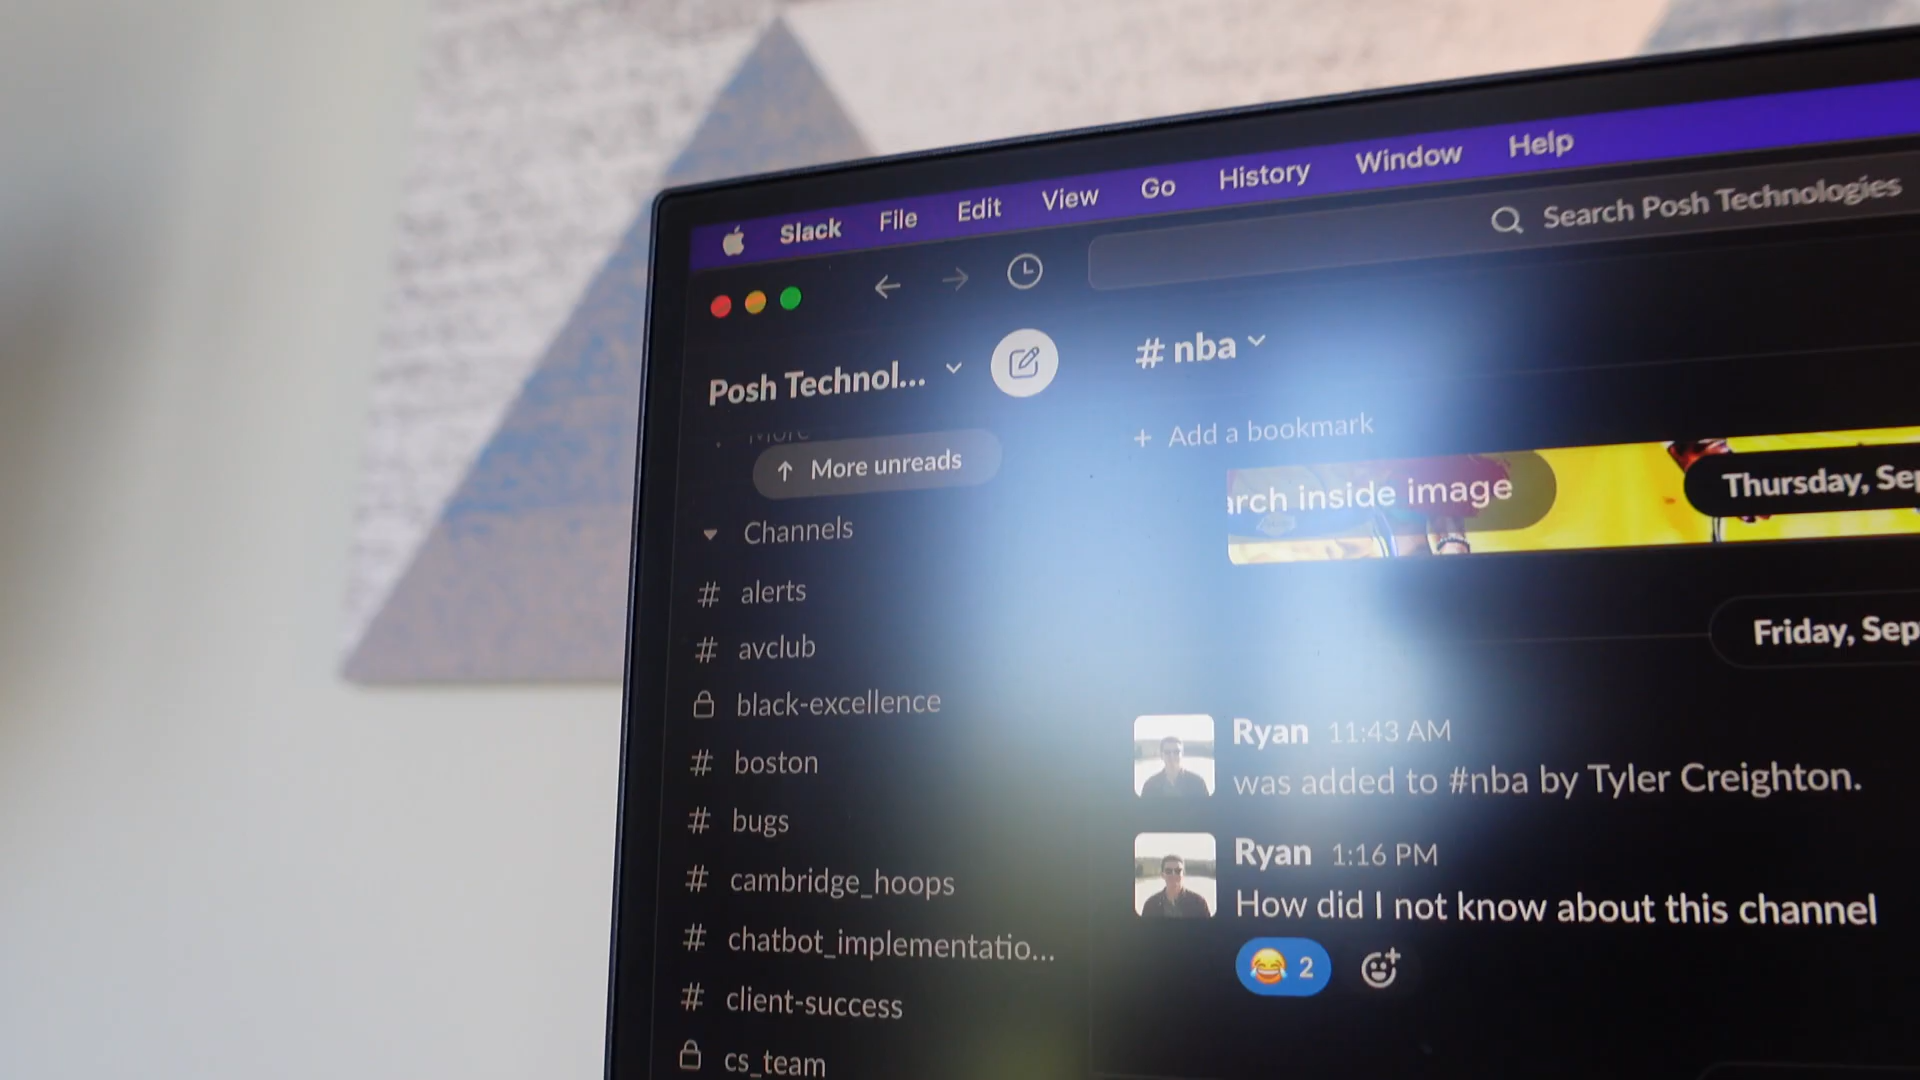 Slack File Edit View Go History Window Help
Search Posh Technologies
Posh Technol...
More unreads
Channels
# alerts
# avclub
black-excellence
# boston
# bugs
# cambridge_hoops
# chatbot_implementatio...
# client-success
cs_team
# nba
+ Add a bookmark
arch inside image
Thursday, Sep
Friday, Sep
Ryan 11:43 AM
was added to #nba by Tyler Creighton.
Ryan 1:16 PM
How did I not know about this channel
2